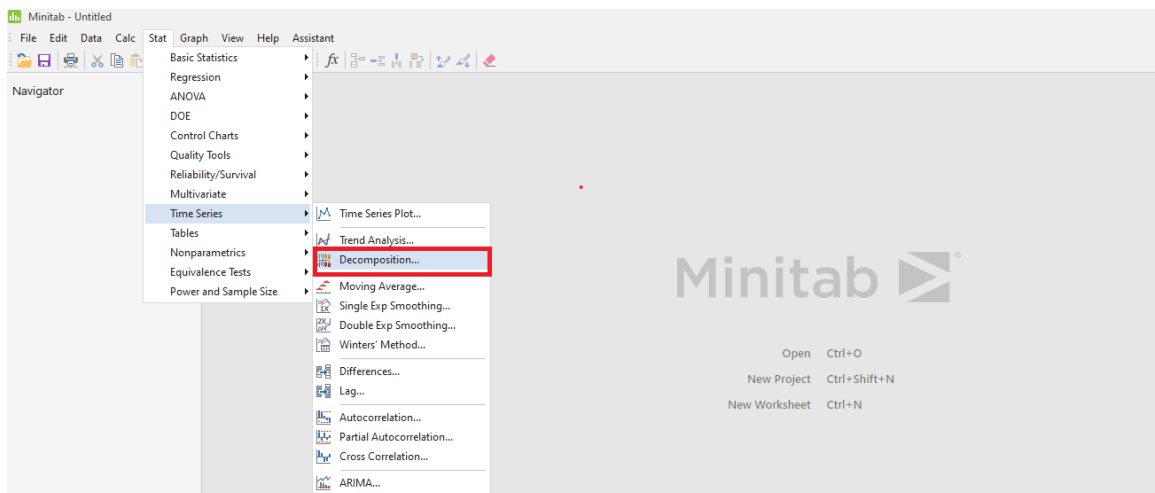 Minitab - Untitled
File Edit Data Calc Stat Graph View Help Assistant
fx
Navigator
Basic Statistics
Regression
ANOVA
DOE
Control Charts
Quality Tools
Reliability/Survival
Multivariate
Time Series
Tables
Nonparametrics
Equivalence Tests
Power and Sample Size
Time Series Plot...
Trend Analysis...
Decomposition...
Moving Average...
Single Exp Smoothing...
Double Exp Smoothing...
Winters' Method...
Differences...
Lag...
Autocorrelation...
Partial Autocorrelation...
Cross Correlation...
ARIMA...
Minitab®
Open Ctrl+O
New Project Ctrl+Shift+N
New Worksheet Ctrl+N